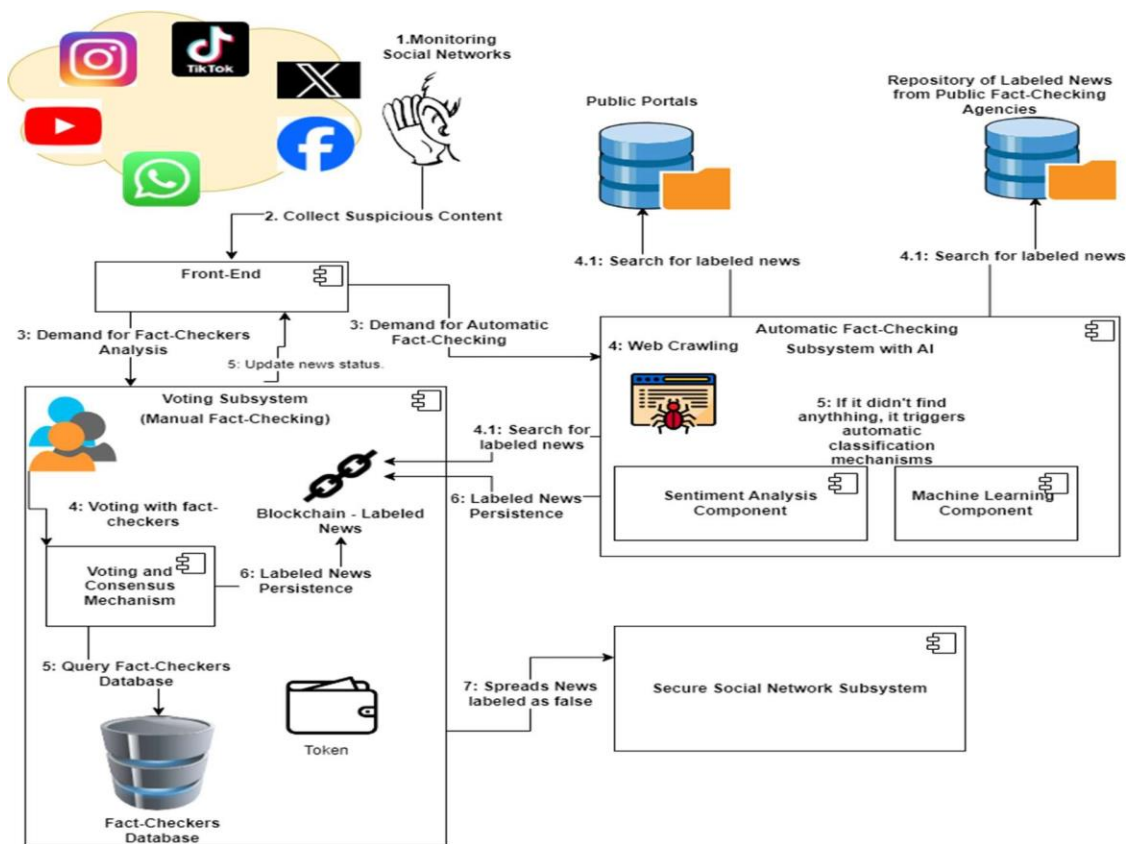 TikTok
1.Monitoring
Social Networks
2. Collect Suspicious Content
Public Portals
Repository of Labeled News
from Public Fact-Checking
Agencies
4.1: Search for labeled news
4.1: Search for labeled news
Front-End
3: Demand for Fact-Checkers
Analysis
5: Update news status.
3: Demand for Automatic
Fact-Checking
Automatic Fact-Checking
Subsystem with AI
4: Web Crawling
5: If it didn't find
anythhing, it triggers
automatic
classification
mechanisms
Sentiment Analysis
Component
Machine Learning
Component
Voting Subsystem
(Manual Fact-Checking)
4.1: Search for
labeled news
6: Labeled News
Persistence
Blockchain - Labeled
News
4: Voting with fact-
checkers
Voting and
Consensus
Mechanism
6: Labeled News
Persistence
5: Query Fact-Checkers
Database
Fact-Checkers
Database
Token
7: Spreads News
labeled as false
Secure Social Network Subsystem